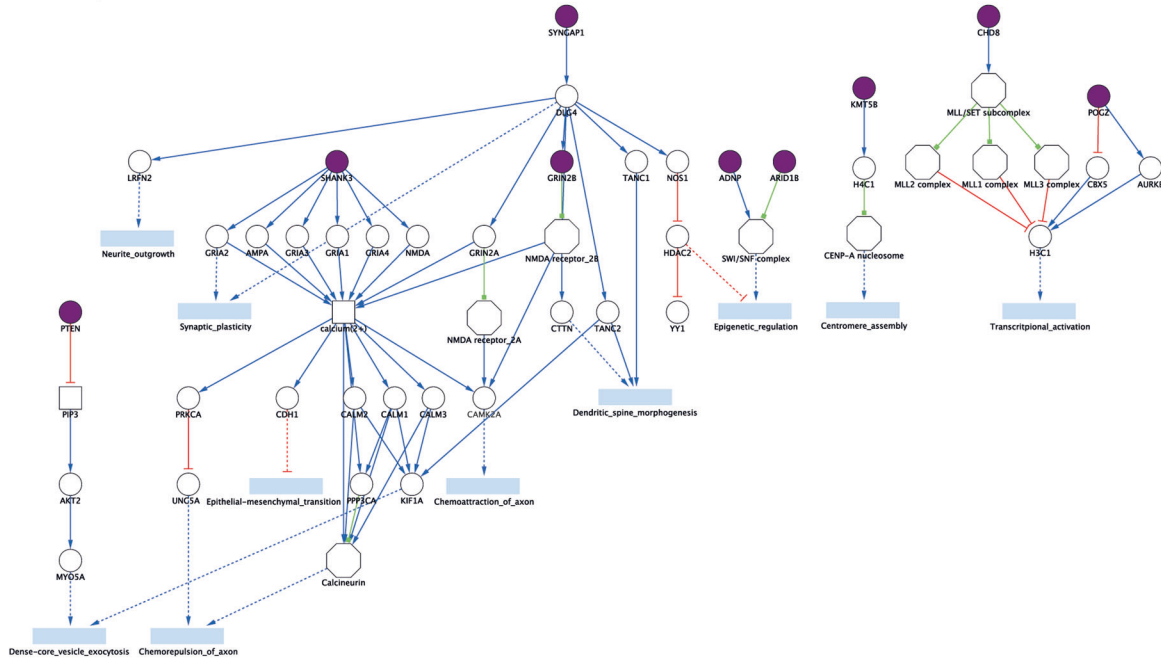 SYNGAP1
CHD8
DLG4
KMT5B
MLL/SET subcomplex
POGZ
LRFN2
SHANK3
GRIN2B
TANC1
NOS1
ADNP
ARID1B
H4C1
MLL2 complex
MLL1 complex
MLL3 complex
CBX5
AURKB
Neurite_outgrowth
GRIA2
AMPA
GRIA3
GRIA1
GRIA4
NMDA
GRIN2A
NMDA receptor_2B
HDAC2
SWI/SNF complex
CENP-A nucleosome
H3C1
PTEN
Synaptic_plasticity
calcium(2+)
NMDA receptor_2A
CTTN
TANC2
YY1
Epigenetic_regulation
Centromere_assembly
Transcritpional_activation
PIP3
PRKCA
CDH1
CALM2
CALM1
CALM3
CAMK2A
Dendritic_spine_morphogenesis
AKT2
UNC5A
Epithelial-mesenchymal_transition
PPP3CA
KIF1A
Chemoattraction_of_axon
MYO5A
Calcineurin
Dense-core_vesicle_exocytosis
Chemorepulsion_of_axon